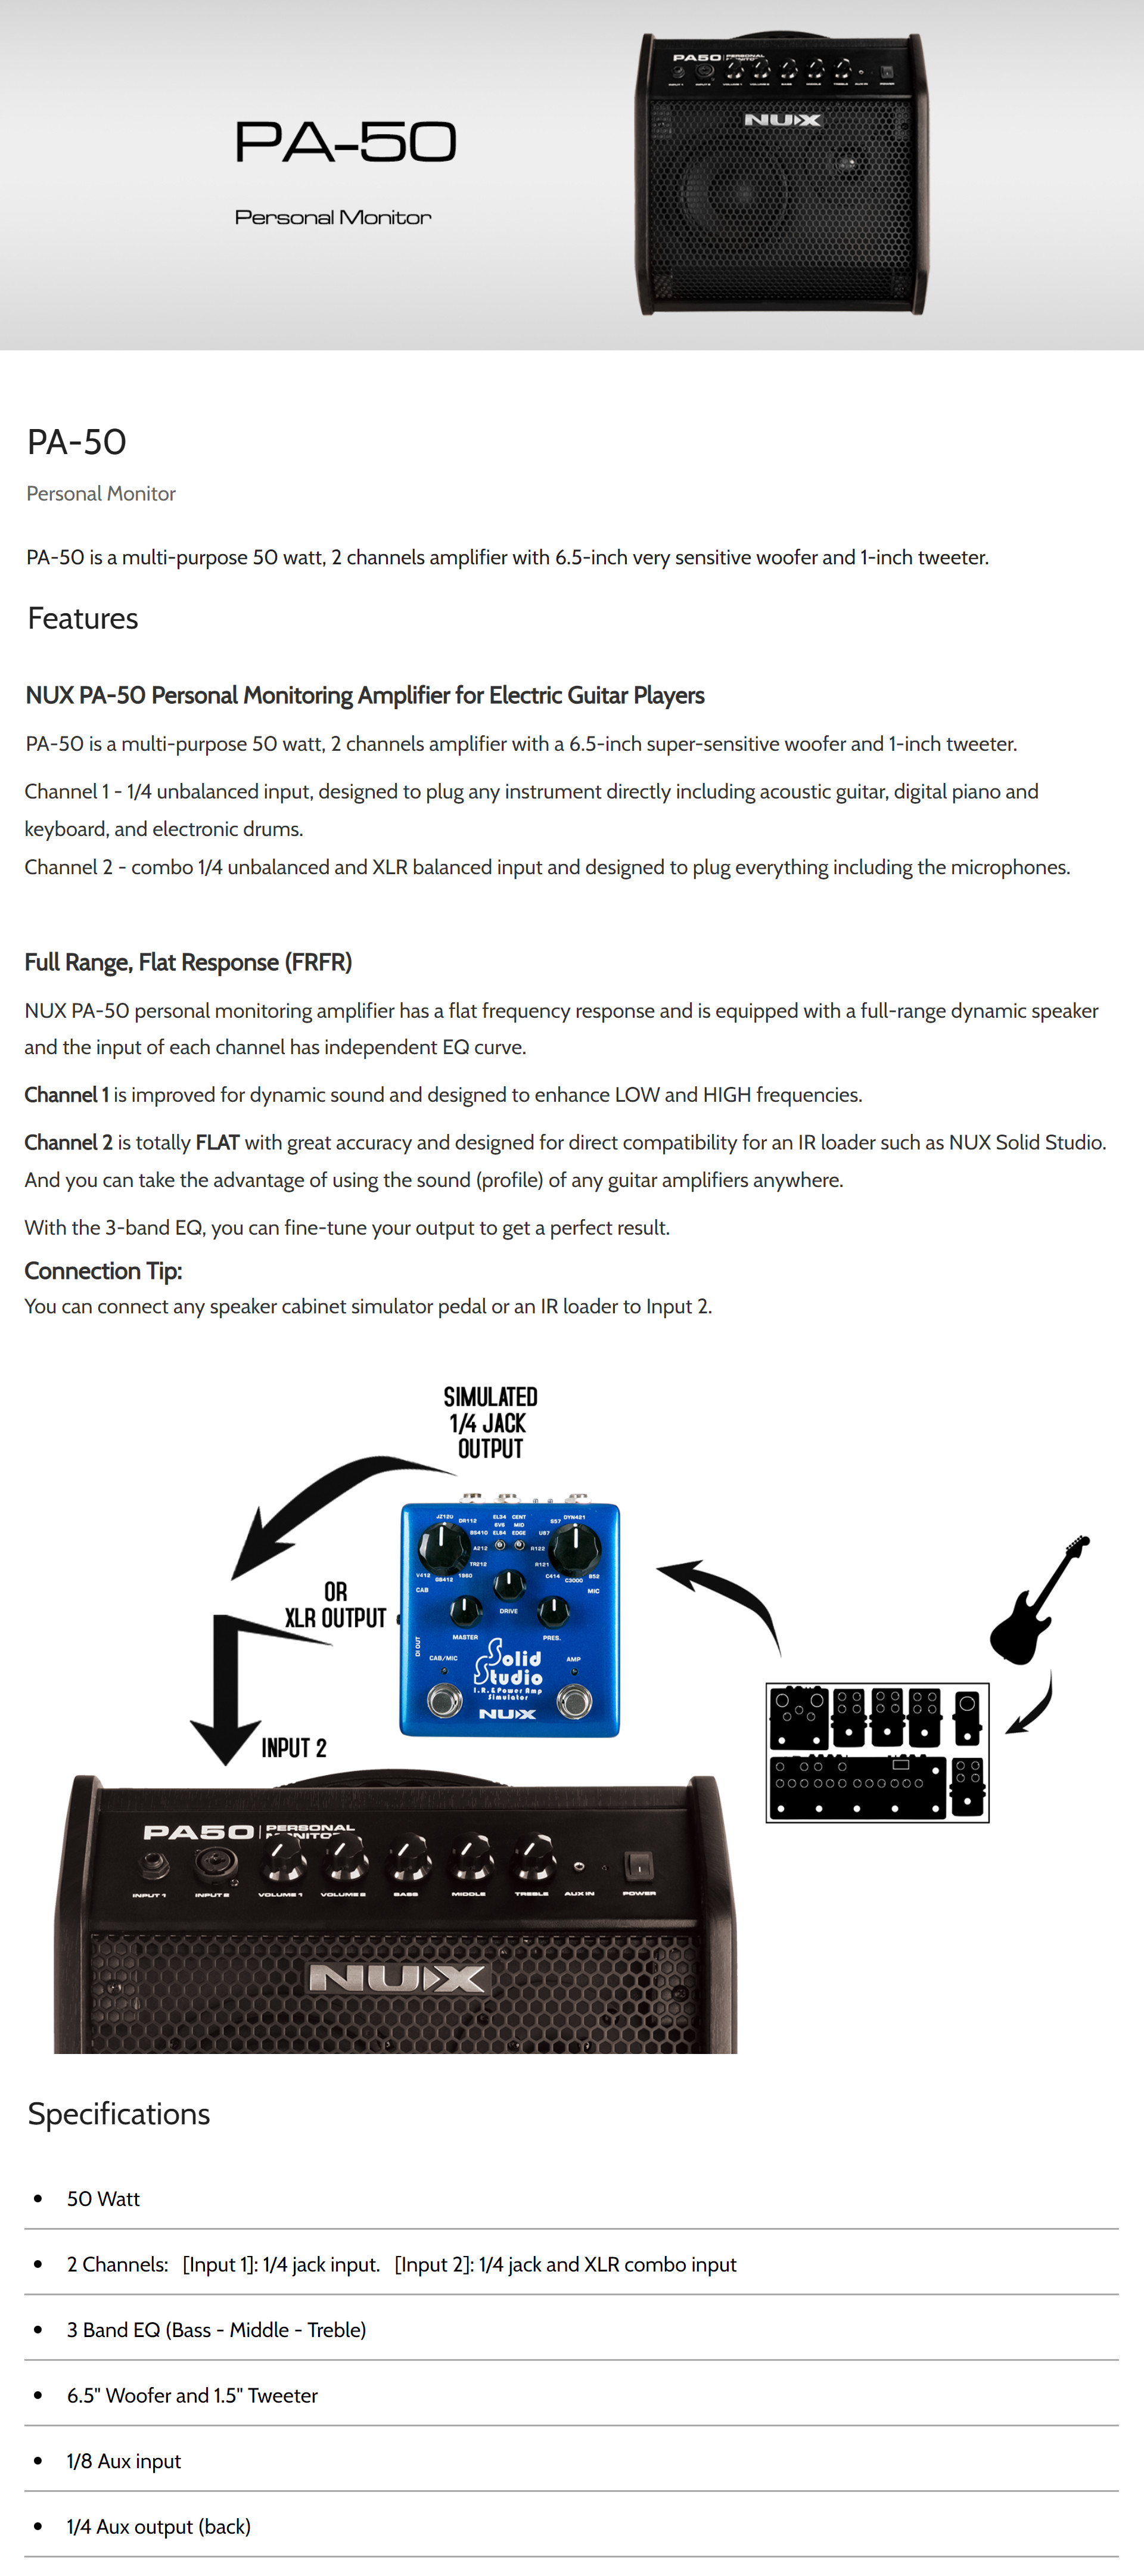 PA-50
Personal Monitor
PA50 | PERSONAL MONITOR
INPUT 1 INPUT 2 VOLUME 1 VOLUME 2 BASS MIDDLE TREBLE AUX IN POWER
NUX
PA-50
Personal Monitor
PA-50 is a multi-purpose 50 watt, 2 channels amplifier with 6.5-inch very sensitive woofer and 1-inch tweeter.
Features
NUX PA-50 Personal Monitoring Amplifier for Electric Guitar Players
PA-50 is a multi-purpose 50 watt, 2 channels amplifier with a 6.5-inch super-sensitive woofer and 1-inch tweeter.
Channel 1 - 1/4 unbalanced input, designed to plug any instrument directly including acoustic guitar, digital piano and
keyboard, and electronic drums.
Channel 2 - combo 1/4 unbalanced and XLR balanced input and designed to plug everything including the microphones.
Full Range, Flat Response (FRFR)
NUX PA-50 personal monitoring amplifier has a flat frequency response and is equipped with a full-range dynamic speaker
and the input of each channel has independent EQ curve.
Channel 1 is improved for dynamic sound and designed to enhance LOW and HIGH frequencies.
Channel 2 is totally FLAT with great accuracy and designed for direct compatibility for an IR loader such as NUX Solid Studio.
And you can take the advantage of using the sound (profile) of any guitar amplifiers anywhere.
With the 3-band EQ, you can fine-tune your output to get a perfect result.
Connection Tip:
You can connect any speaker cabinet simulator pedal or an IR loader to Input 2.
SIMULATED
1/4 JACK
OUTPUT
OR
XLR OUTPUT
JZ120 DR112 EL34 CENT S57 DYN421
6V6 MID
BS410 EL84 EDGE U87
A212 R122
TR212 R121
V412 GB412 1960 C414 C3000 B52
CAB MIC
DRIVE
MASTER PRES.
DI OUT
CAB/MIC AMP
Solid
Studio
I.R.&Power Amp
Simulator
NUX
INPUT 2
PA50 | PERSONAL
MONITOR
INPUT 1 INPUT 2 VOLUME 1 VOLUME 2 BASS MIDDLE TREBLE AUX IN POWER
NUX
Specifications
50 Watt
2 Channels: [Input 1]: 1/4 jack input. [Input 2]: 1/4 jack and XLR combo input
3 Band EQ (Bass - Middle - Treble)
6.5" Woofer and 1.5" Tweeter
1/8 Aux input
1/4 Aux output (back)